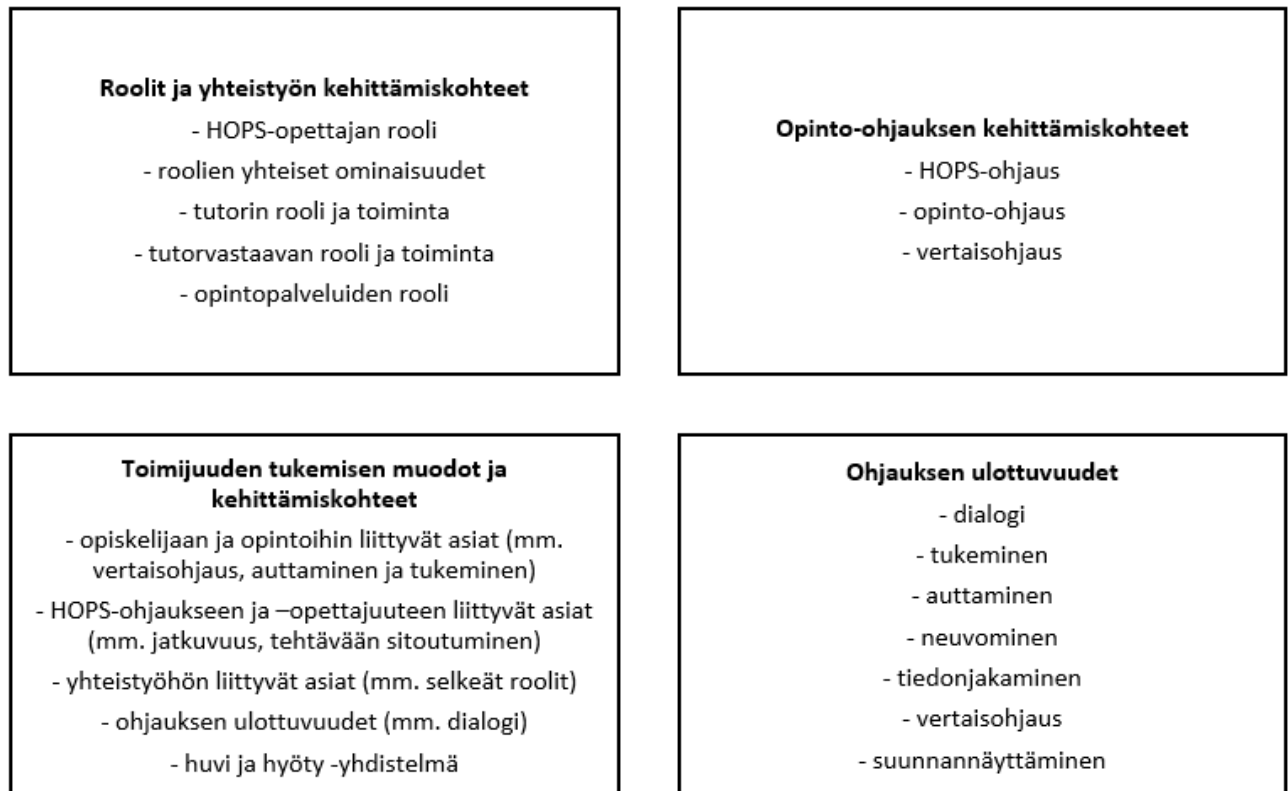 Roolit ja yhteistyön kehittämiskohteet
- HOPS-opettajan rooli
- roolien yhteiset ominaisuudet
- tutorin rooli ja toiminta
- tutorvastaavan rooli ja toiminta
- opintopalveluiden rooli
Opinto-ohjauksen kehittämiskohteet
- HOPS-ohjaus
- opinto-ohjaus
- vertaisohjaus
Toimijuuden tukemisen muodot ja
kehittämiskohteet
- opiskelijaan ja opintoihin liittyvät asiat (mm.
vertaisohjaus, auttaminen ja tukeminen)
- HOPS-ohjaukseen ja –opettajuuteen liittyvät asiat
(mm. jatkuvuus, tehtävään sitoutuminen)
- yhteistyöhön liittyvät asiat (mm. selkeät roolit)
- ohjauksen ulottuvuudet (mm. dialogi)
- huvi ja hyöty -yhdistelmä
Ohjauksen ulottuvuudet
- dialogi
- tukeminen
- auttaminen
- neuvominen
- tiedonjakaminen
- vertaisohjaus
- suunnannäyttäminen